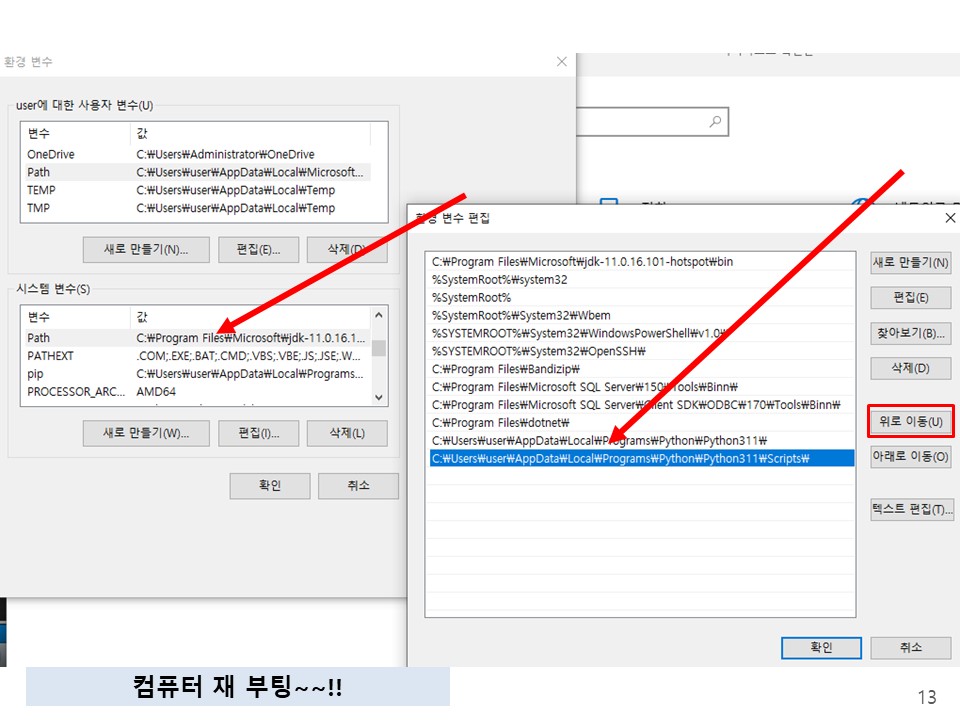 환경 변수
user에 대한 사용자 변수(U)
변수 값
OneDrive C:₩Users₩Administrator₩OneDrive
Path C:₩Users₩user₩AppData₩Local₩Microsoft...
TEMP C:₩Users₩user₩AppData₩Local₩Temp
TMP C:₩Users₩user₩AppData₩Local₩Temp
새로 만들기(N)... 편집(E)... 삭제(D)
시스템 변수(S)
변수 값
Path C:₩Program Files₩Microsoft₩jdk-11.0.16.1...
PATHEXT .COM;.EXE;.BAT;.CMD;.VBS;.VBE;.JS;.JSE;.W...
pip C:₩Users₩user₩AppData₩Local₩Programs...
PROCESSOR_ARC... AMD64
새로 만들기(W)... 편집(I)... 삭제(L)
확인 취소
환경 변수 편집
C:₩Program Files₩Microsoft₩jdk-11.0.16.101-hotspot₩bin
%SystemRoot%₩system32
%SystemRoot%
%SystemRoot%₩System32₩Wbem
%SYSTEMROOT%₩System32₩WindowsPowerShell₩v1.0₩
%SYSTEMROOT%₩System32₩OpenSSH₩
C:₩Program Files₩Bandizip₩
C:₩Program Files₩Microsoft SQL Server₩150₩Tools₩Binn₩
C:₩Program Files₩Microsoft SQL Server₩Client SDK₩ODBC₩170₩Tools₩Binn₩
C:₩Program Files₩dotnet₩
C:₩Users₩user₩AppData₩Local₩Programs₩Python₩Python311₩
C:₩Users₩user₩AppData₩Local₩Programs₩Python₩Python311₩Scripts₩
새로 만들기(N)
편집(E)
찾아보기(B)...
삭제(D)
위로 이동(U)
아래로 이동(O)
텍스트 편집(T)...
확인 취소
컴퓨터 재 부팅~~!!
13